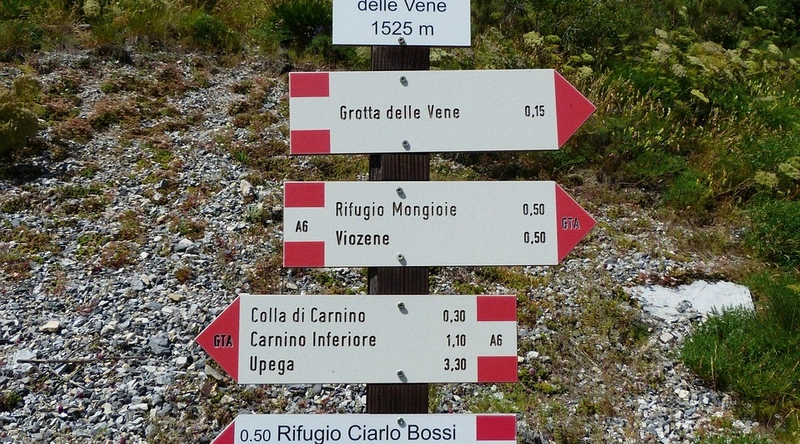 delle Vene
1525 m
Grotta delle Vene 0,15
Rifugio Mongioie 0,50
A6 GTA
Viozene 0,50
Colla di Carnino 0,30
GTA Carnino Inferiore 1,10 A6
Upega 3,30
0.50 Rifugio Ciarlo Bossi